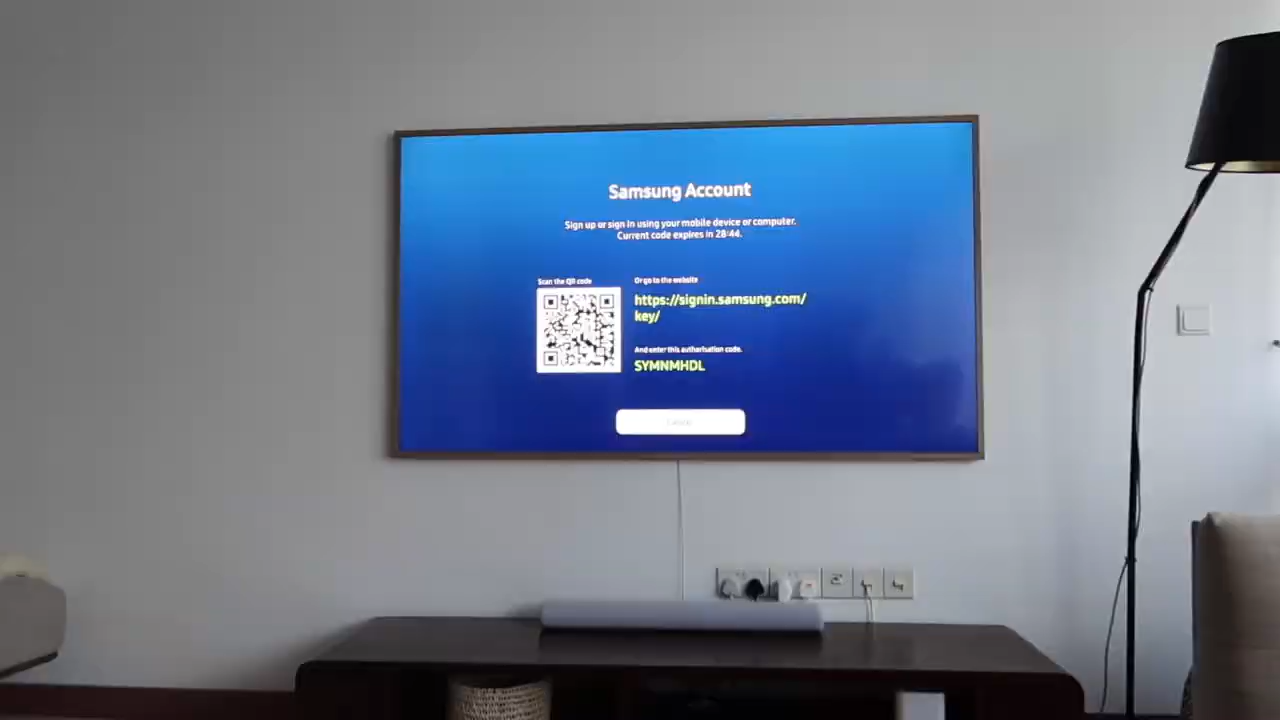 Samsung Account
Sign up or sign in using your mobile device or computer.
Current code expires in 28:44.
Scan the QR code
Or go to the website
https://signin.samsung.com/
key/
And enter this authorisation code.
SYMNMHDL
Cancel